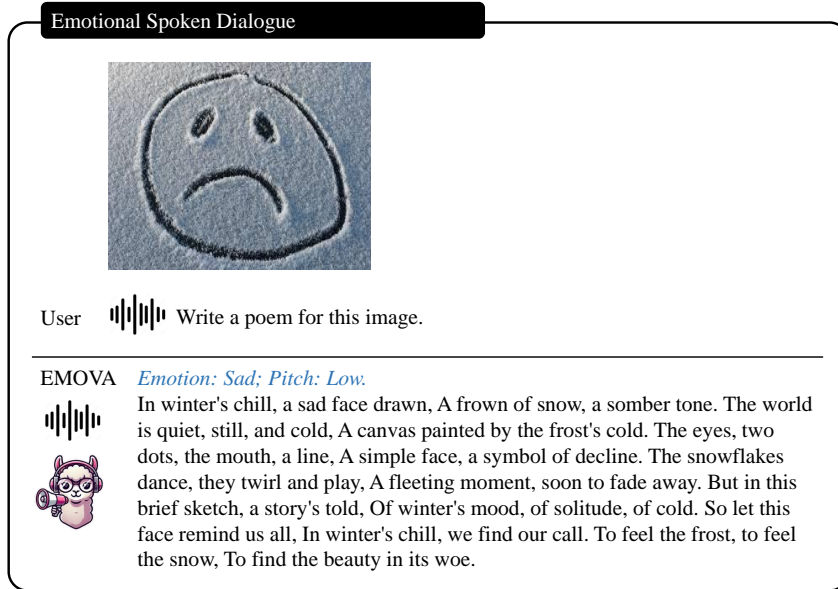 Emotional Spoken Dialogue
User Write a poem for this image.
EMOVA Emotion: Sad; Pitch: Low.
In winter's chill, a sad face drawn, A frown of snow, a somber tone. The world
is quiet, still, and cold, A canvas painted by the frost's cold. The eyes, two
dots, the mouth, a line, A simple face, a symbol of decline. The snowflakes
dance, they twirl and play, A fleeting moment, soon to fade away. But in this
brief sketch, a story's told, Of winter's mood, of solitude, of cold. So let this
face remind us all, In winter's chill, we find our call. To feel the frost, to feel
the snow, To find the beauty in its woe.